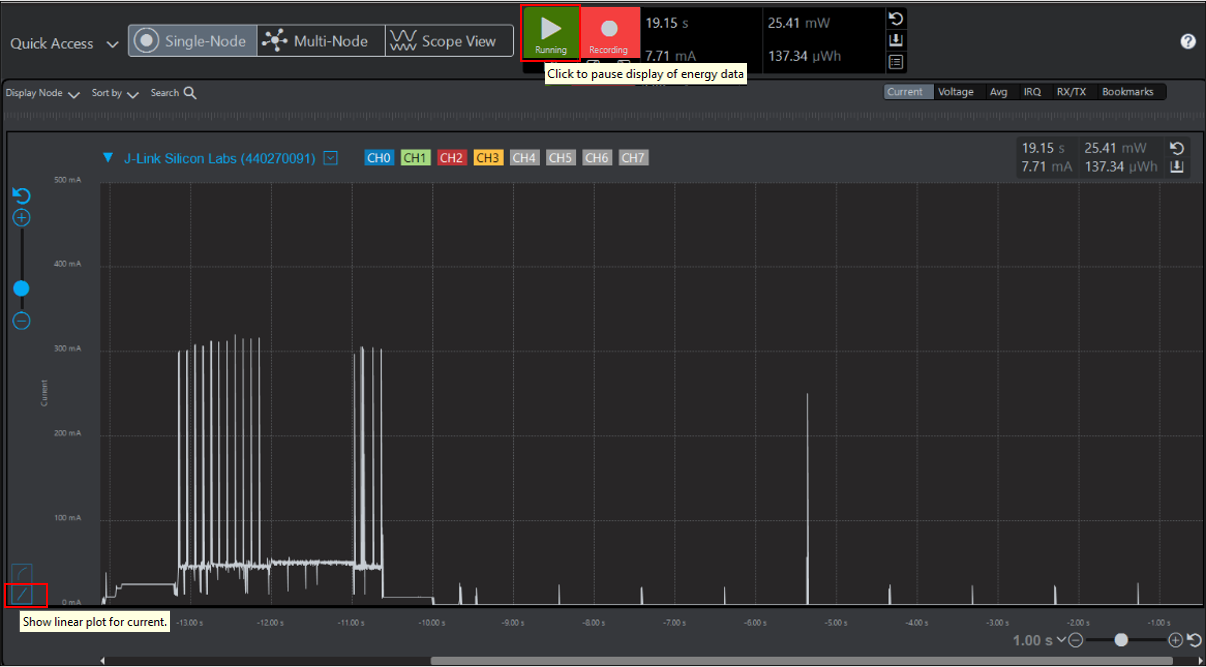 Quick Access
Single-Node
Multi-Node
Scope View
Running
Recording
19.15 s
25.41 mW
7.71 mA
137.34 µWh
Click to pause display of energy data
Display Node
Sort by
Search
Current
Voltage
Avg
IRQ
RX/TX
Bookmarks
J-Link Silicon Labs (440270091)
CH0
CH1
CH2
CH3
CH4
CH5
CH6
CH7
19.15 s
25.41 mW
7.71 mA
137.34 µWh
500 mA
400 mA
300 mA
Current
200 mA
100 mA
0 mA
Show linear plot for current.
-13.00 s
-12.00 s
-11.00 s
-10.00 s
-9.00 s
-8.00 s
-7.00 s
-6.00 s
-5.00 s
-4.00 s
-3.00 s
-2.00 s
-1.00 s
1.00 s